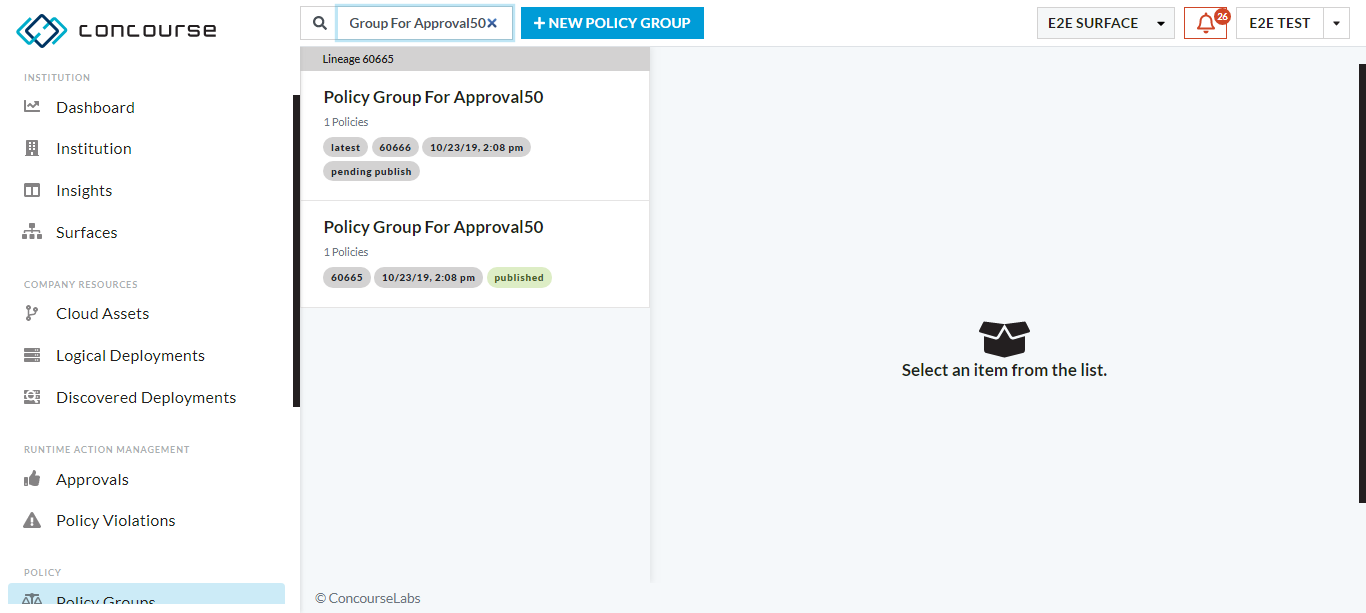 concourse
Group For Approval50
NEW POLICY GROUP
E2E SURFACE
26
E2E TEST
INSTITUTION
Dashboard
Institution
Insights
Surfaces
COMPANY RESOURCES
Cloud Assets
Logical Deployments
Discovered Deployments
RUNTIME ACTION MANAGEMENT
Approvals
Policy Violations
POLICY
Policy Groups
Lineage 60665
Policy Group For Approval50
1 Policies
latest 60666 10/23/19, 2:08 pm
pending publish
Policy Group For Approval50
1 Policies
60665 10/23/19, 2:08 pm published
Select an item from the list.
© ConcourseLabs